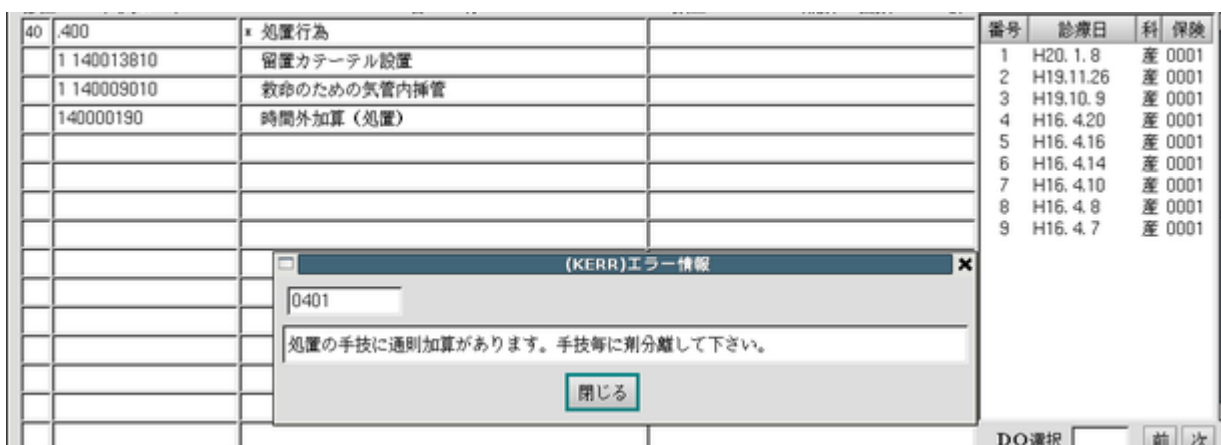 40 .400 * 処置行為
1 140013810 留置カテーテル設置
1 140009010 救命のための気管内挿管
140000190 時間外加算（処置）
番号 診療日 科 保険
1 H20. 1. 8 産 0001
2 H19.11.26 産 0001
3 H19.10. 9 産 0001
4 H16. 4.20 産 0001
5 H16. 4.16 産 0001
6 H16. 4.14 産 0001
7 H16. 4.10 産 0001
8 H16. 4. 8 産 0001
9 H16. 4. 7 産 0001
(KERR)エラー情報
0401
処置の手技に通則加算があります。手技毎に剤分離して下さい。
閉じる
DO選択 前 次